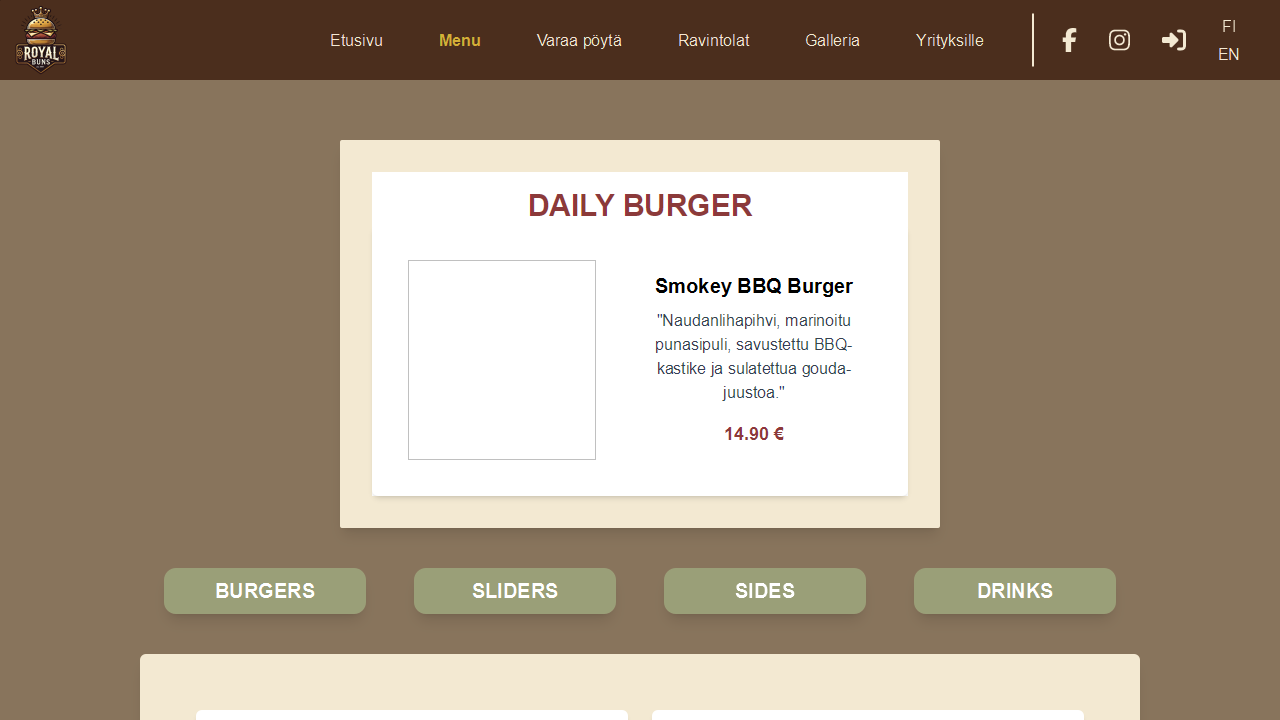 ROYAL
BUNS
Etusivu
Menu
Varaa pöytä
Ravintolat
Galleria
Yrityksille
FI
EN
DAILY BURGER
Smokey BBQ Burger
"Naudanlihapihvi, marinoitu
punasipuli, savustettu BBQ-
kastike ja sulatettua gouda-
juustoa."
14.90 €
BURGERS
SLIDERS
SIDES
DRINKS